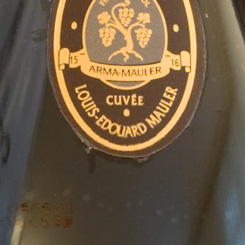 15 16
ARMA-MAULER
CUVÉE
LOUIS-EDOUARD MAULER